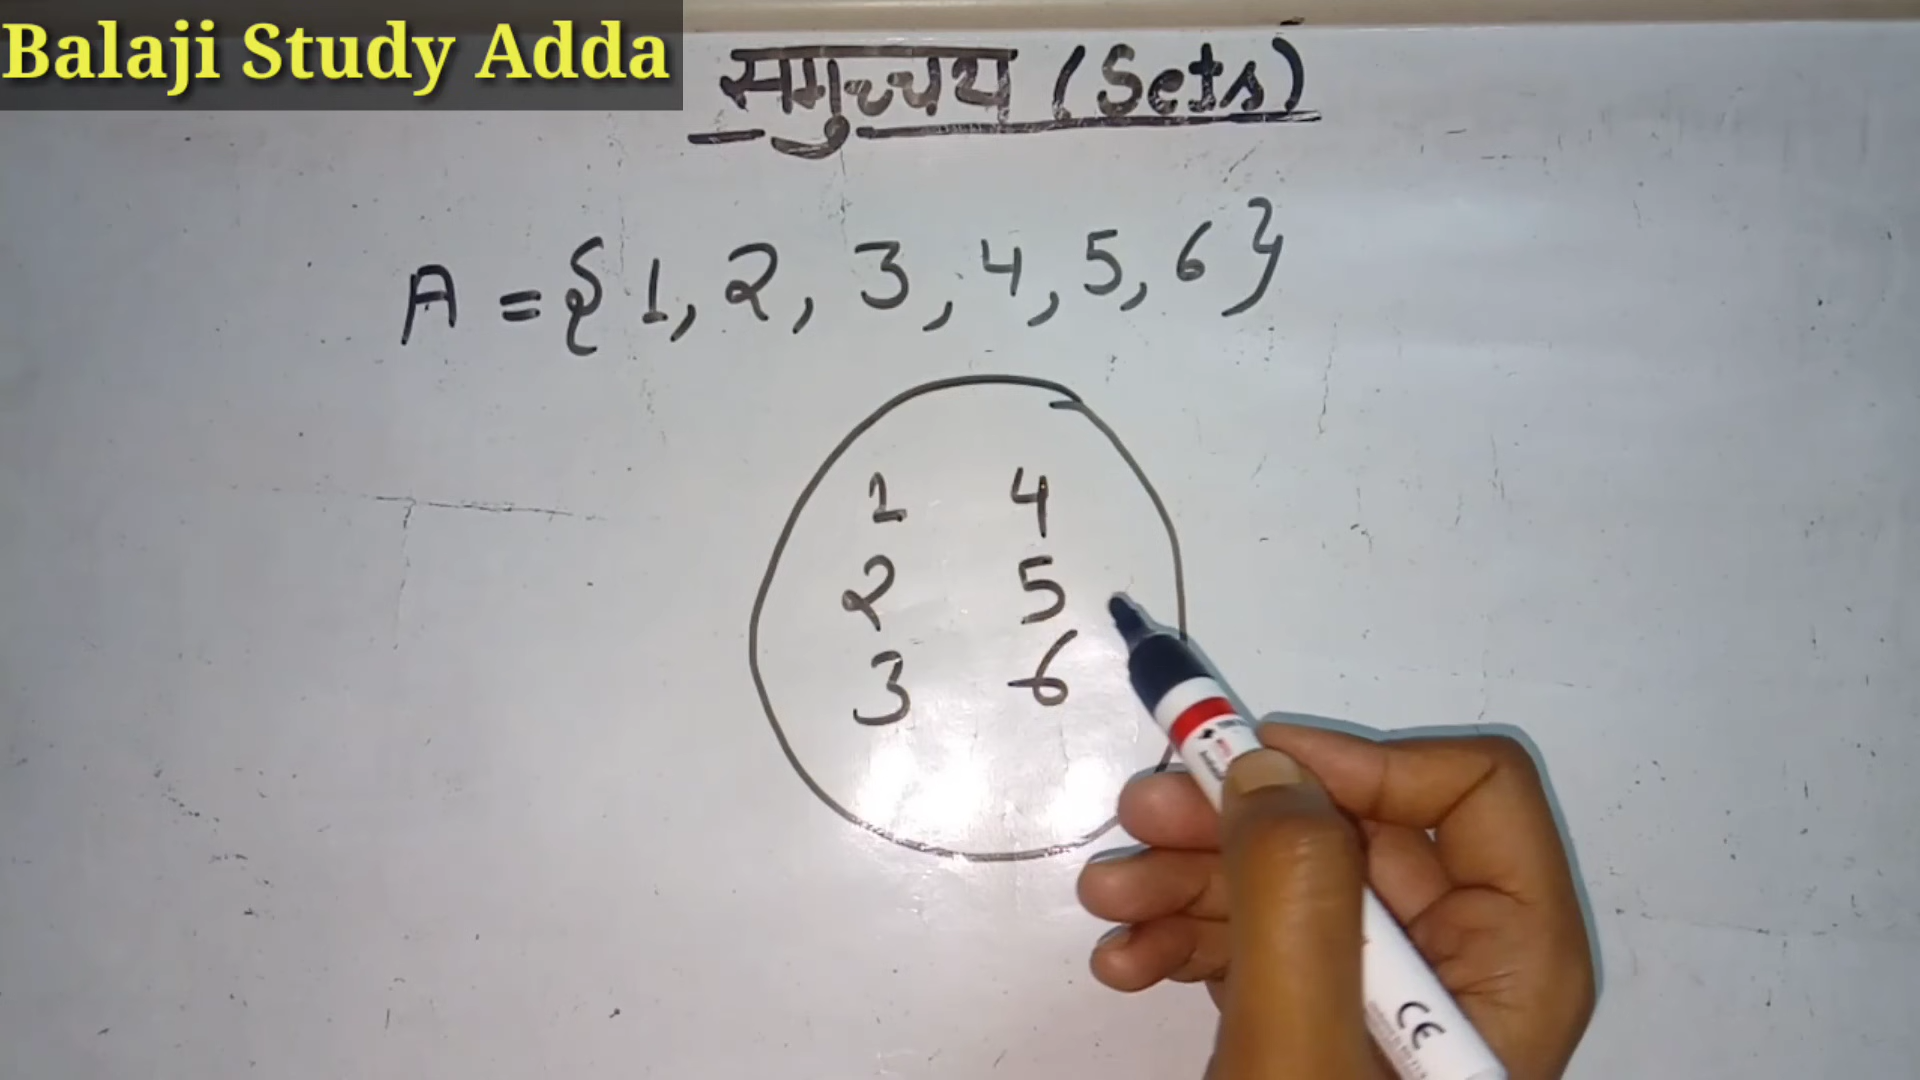 Balaji Study Adda
समुच्चय (Sets)
A = {1, 2, 3, 4, 5, 6}
1 4
2 5
3 6
CE